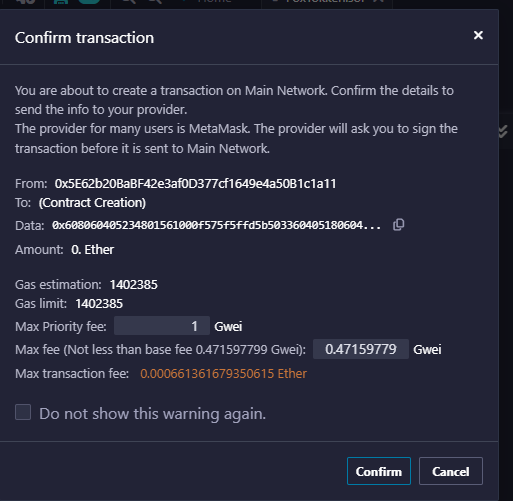 Home
Confirm transaction
×
You are about to create a transaction on Main Network. Confirm the details to
send the info to your provider.
The provider for many users is MetaMask. The provider will ask you to sign the
transaction before it is sent to Main Network.
From: 0x5E62b20BaBF42e3af0D377cf1649e4a50B1c1a11
To: (Contract Creation)
Data: 0x608060405234801561000f575f5ffd5b503360405180604...
Amount: 0. Ether
Gas estimation: 1402385
Gas limit: 1402385
Max Priority fee: 1 Gwei
Max fee (Not less than base fee 0.471597799 Gwei): 0.47159779 Gwei
Max transaction fee: 0.000661361679350615 Ether
Do not show this warning again.
Confirm Cancel